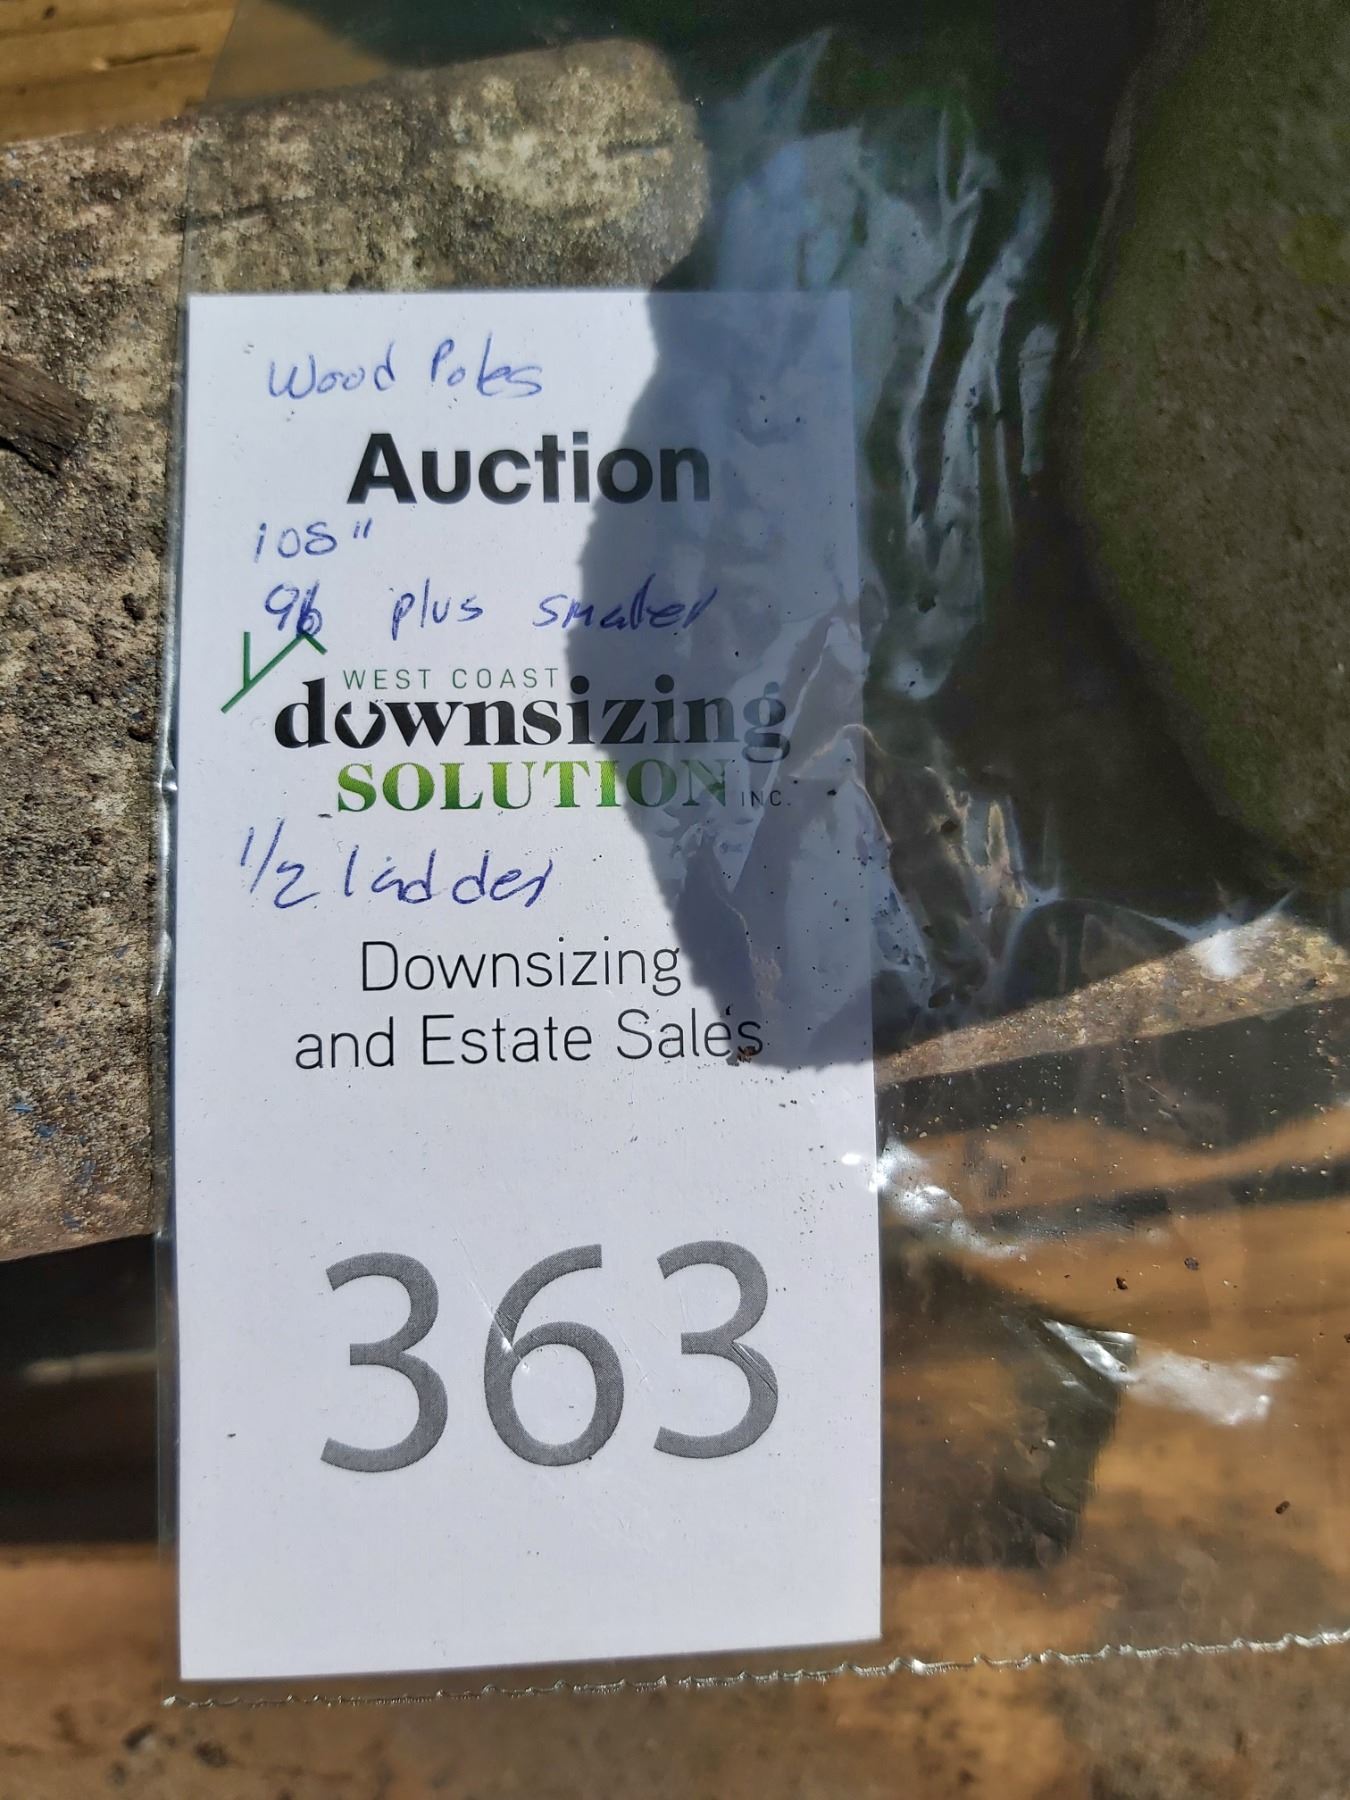 Wood Poles
Auction
108"
96 plus smaller
WEST COAST
downsizing
SOLUTION INC.
1/2 ladder
Downsizing
and Estate Sales
363